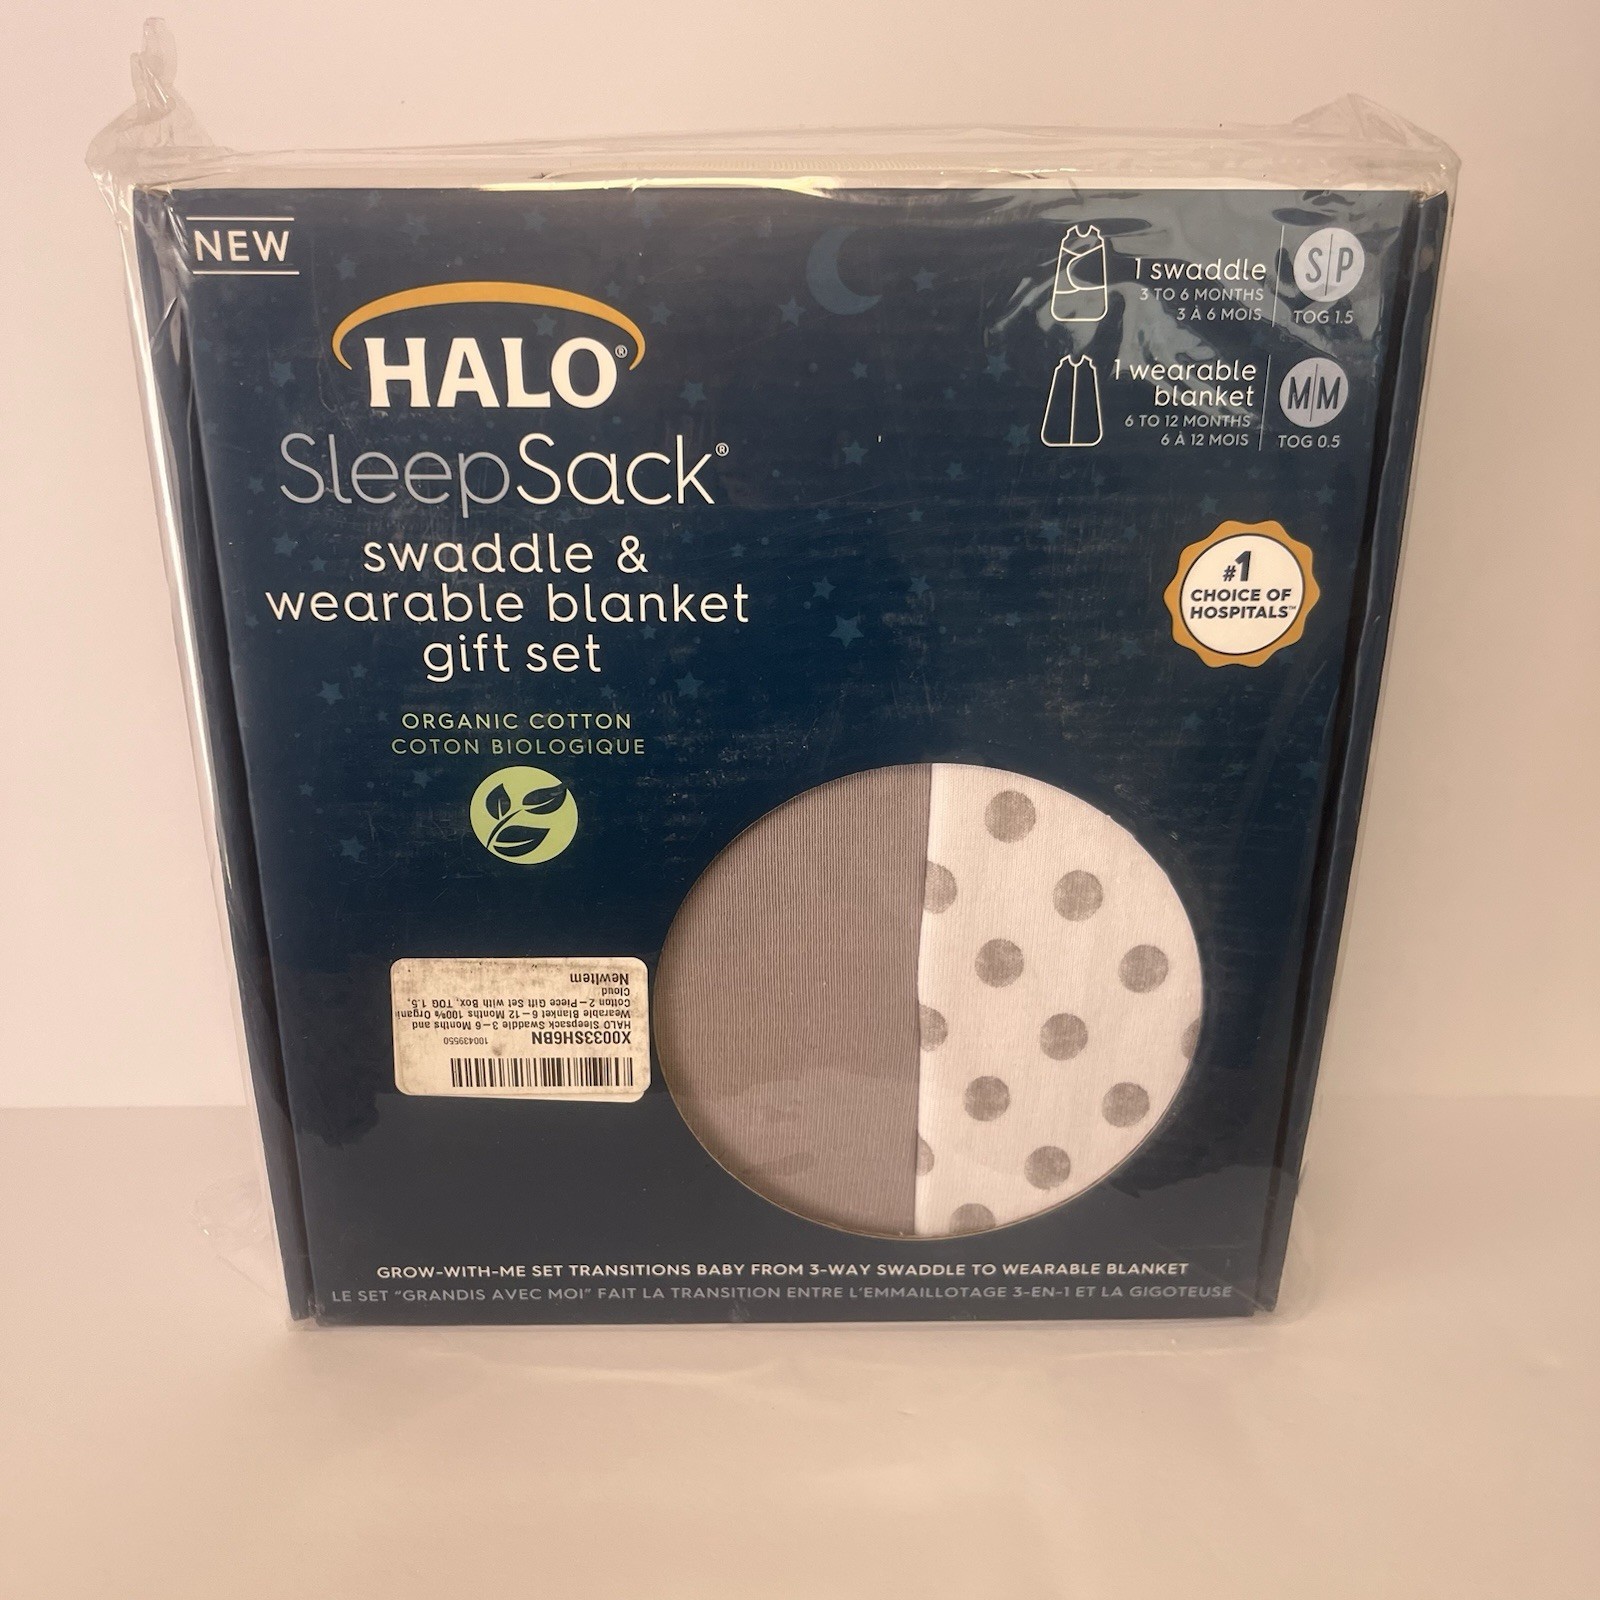 NEW
HALO®
SleepSack®
swaddle &
wearable blanket
gift set
ORGANIC COTTON
COTON BIOLOGIQUE
1 swaddle
3 TO 6 MONTHS
3 À 6 MOIS
S|P
TOG 1.5
1 wearable
blanket
6 TO 12 MONTHS
6 À 12 MOIS
M|M
TOG 0.5
#1
CHOICE OF
HOSPITALS™
X0033SH6BN 100439550
HALO Sleepsack Swaddle 3-6 Months and
Wearable Blanket 6-12 Months 100% Organi
Cotton 2-Piece Gift Set with Box, TOG 1.5,
Cloud
NewItem
GROW-WITH-ME SET TRANSITIONS BABY FROM 3-WAY SWADDLE TO WEARABLE BLANKET
LE SET "GRANDIS AVEC MOI" FAIT LA TRANSITION ENTRE L'EMMAILLOTAGE 3-EN-1 ET LA GIGOTEUSE